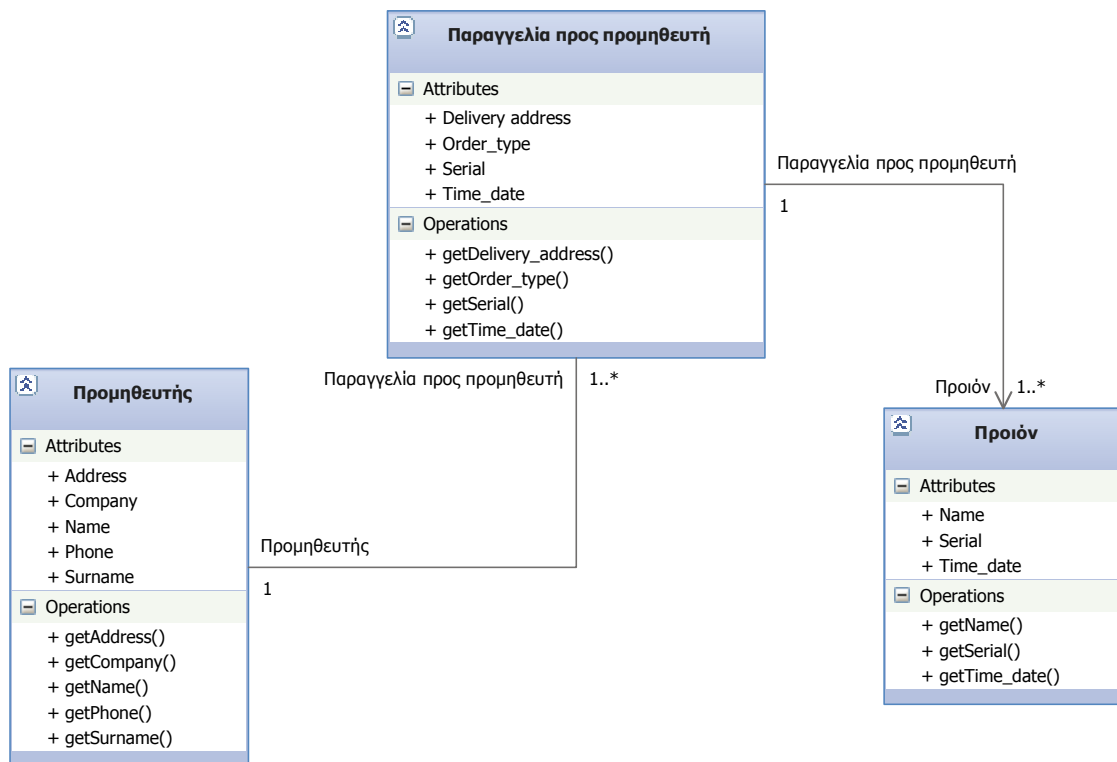 Παραγγελία προς προμηθευτή
Attributes
+ Delivery address
+ Order_type
+ Serial
+ Time_date
Operations
+ getDelivery_address()
+ getOrder_type()
+ getSerial()
+ getTime_date()
Παραγγελία προς προμηθευτή
1
Παραγγελία προς προμηθευτή
1..*
Προμηθευτής
Attributes
+ Address
+ Company
+ Name
+ Phone
+ Surname
Operations
+ getAddress()
+ getCompany()
+ getName()
+ getPhone()
+ getSurname()
Προμηθευτής
1
Προιόν
1..*
Προιόν
Attributes
+ Name
+ Serial
+ Time_date
Operations
+ getName()
+ getSerial()
+ getTime_date()